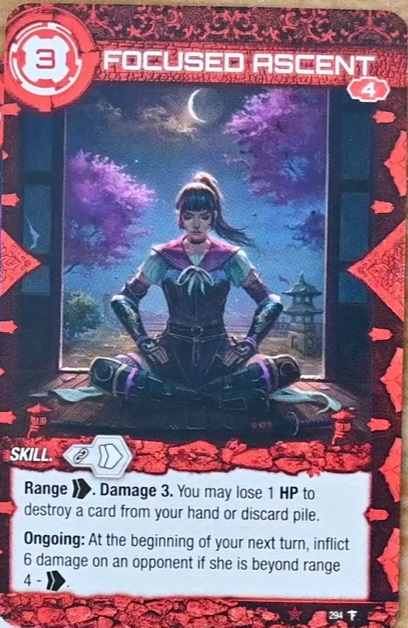 3
FOCUSED ASCENT
4
SKILL.
Range . Damage 3. You may lose 1 HP to
destroy a card from your hand or discard pile.
Ongoing: At the beginning of your next turn, inflict
6 damage on an opponent if she is beyond range
4 - .
294